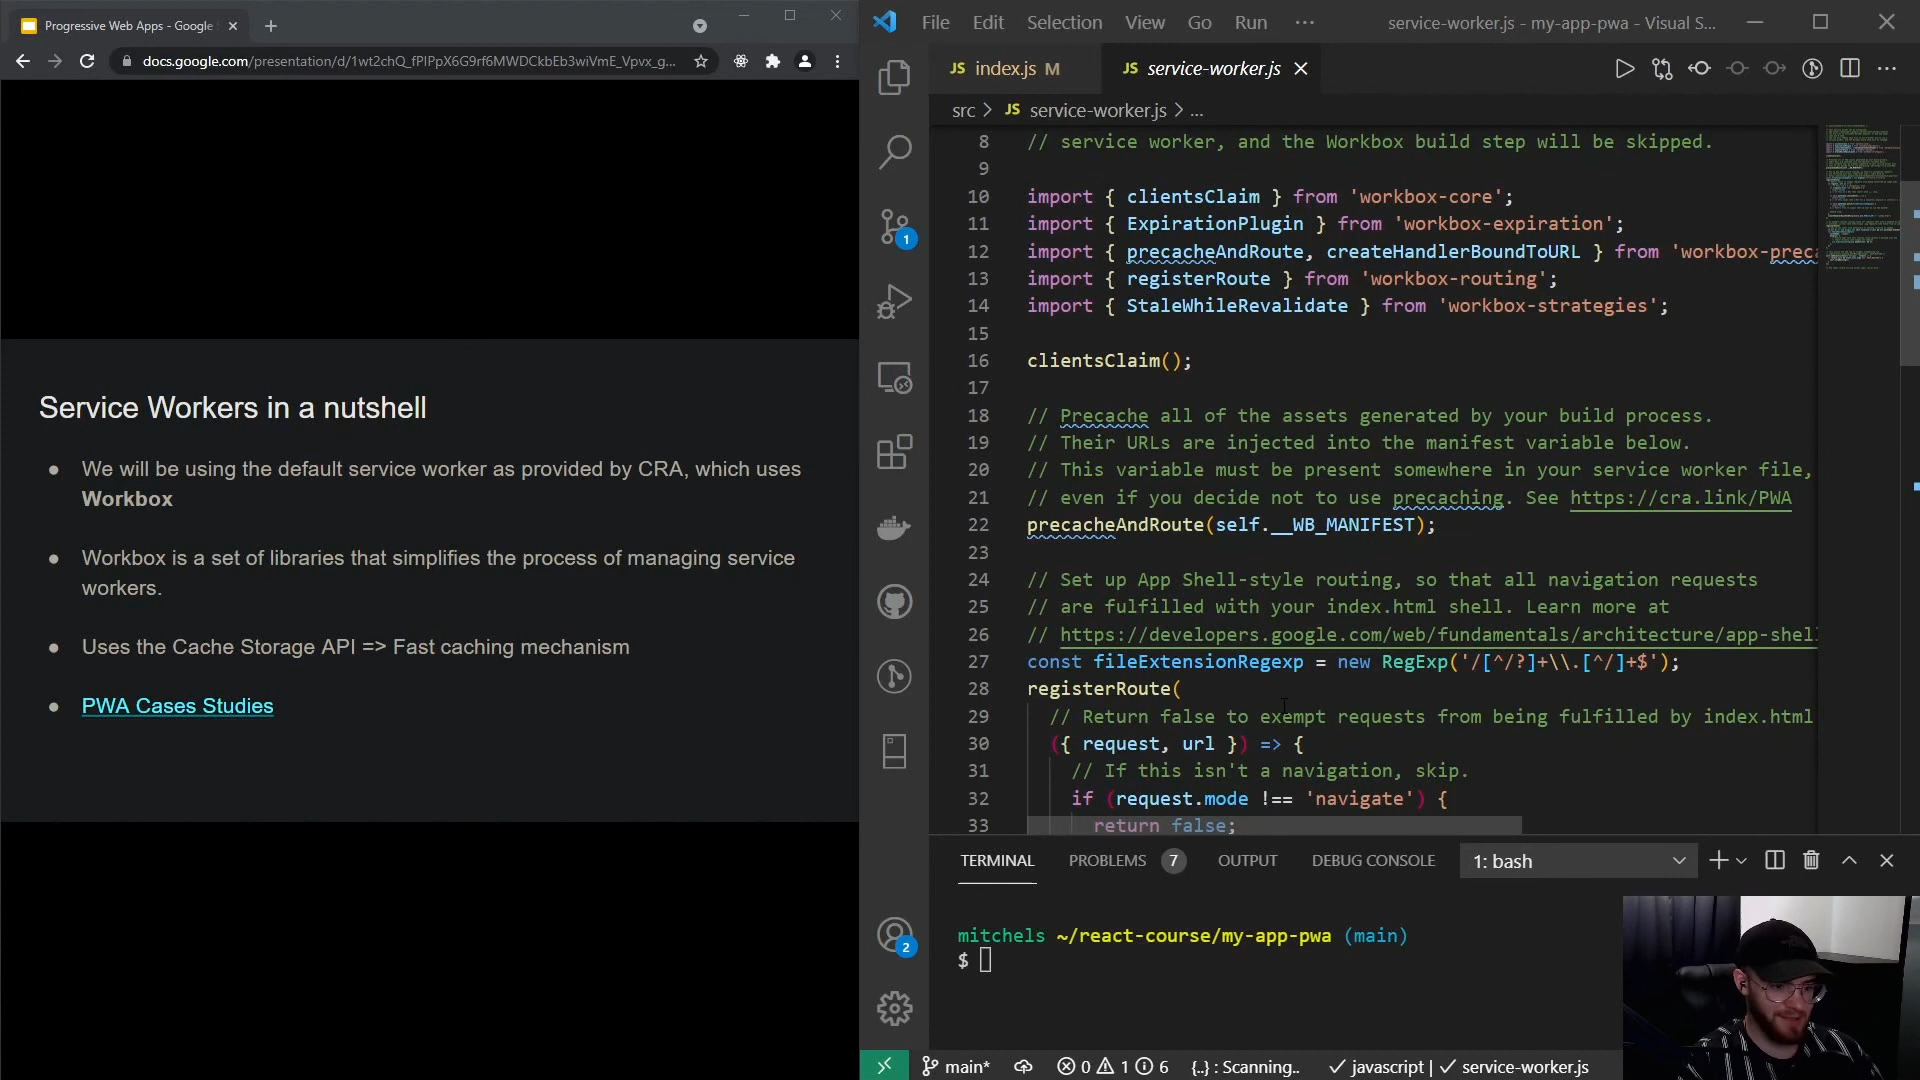 Progressive Web Apps - Google
docs.google.com/presentation/d/1wt2chQ_fPlPpX6G9rf6MWDCkbEb3wiVmE_Vpvx_g...
Service Workers in a nutshell
● We will be using the default service worker as provided by CRA, which uses
Workbox
● Workbox is a set of libraries that simplifies the process of managing service
workers.
● Uses the Cache Storage API => Fast caching mechanism
● PWA Cases Studies
File Edit Selection View Go Run ··· service-worker.js - my-app-pwa - Visual S...
JS index.js M JS service-worker.js
src > JS service-worker.js > ...
8 // service worker, and the Workbox build step will be skipped.
9
10 import { clientsClaim } from 'workbox-core';
11 import { ExpirationPlugin } from 'workbox-expiration';
12 import { precacheAndRoute, createHandlerBoundToURL } from 'workbox-preca
13 import { registerRoute } from 'workbox-routing';
14 import { StaleWhileRevalidate } from 'workbox-strategies';
15
16 clientsClaim();
17
18 // Precache all of the assets generated by your build process.
19 // Their URLs are injected into the manifest variable below.
20 // This variable must be present somewhere in your service worker file,
21 // even if you decide not to use precaching. See https://cra.link/PWA
22 precacheAndRoute(self.__WB_MANIFEST);
23
24 // Set up App Shell-style routing, so that all navigation requests
25 // are fulfilled with your index.html shell. Learn more at
26 // https://developers.google.com/web/fundamentals/architecture/app-shell
27 const fileExtensionRegexp = new RegExp('/[^/?]+\\.[^/]+$');
28 registerRoute(
29 // Return false to exempt requests from being fulfilled by index.html
30 ({ request, url }) => {
31 // If this isn't a navigation, skip.
32 if (request.mode !== 'navigate') {
33 return false;
1
2
TERMINAL PROBLEMS 7 OUTPUT DEBUG CONSOLE 1: bash
mitchels ~/react-course/my-app-pwa (main)
$
main* 0 1 6 {..} : Scanning.. ✓ javascript | ✓ service-worker.js